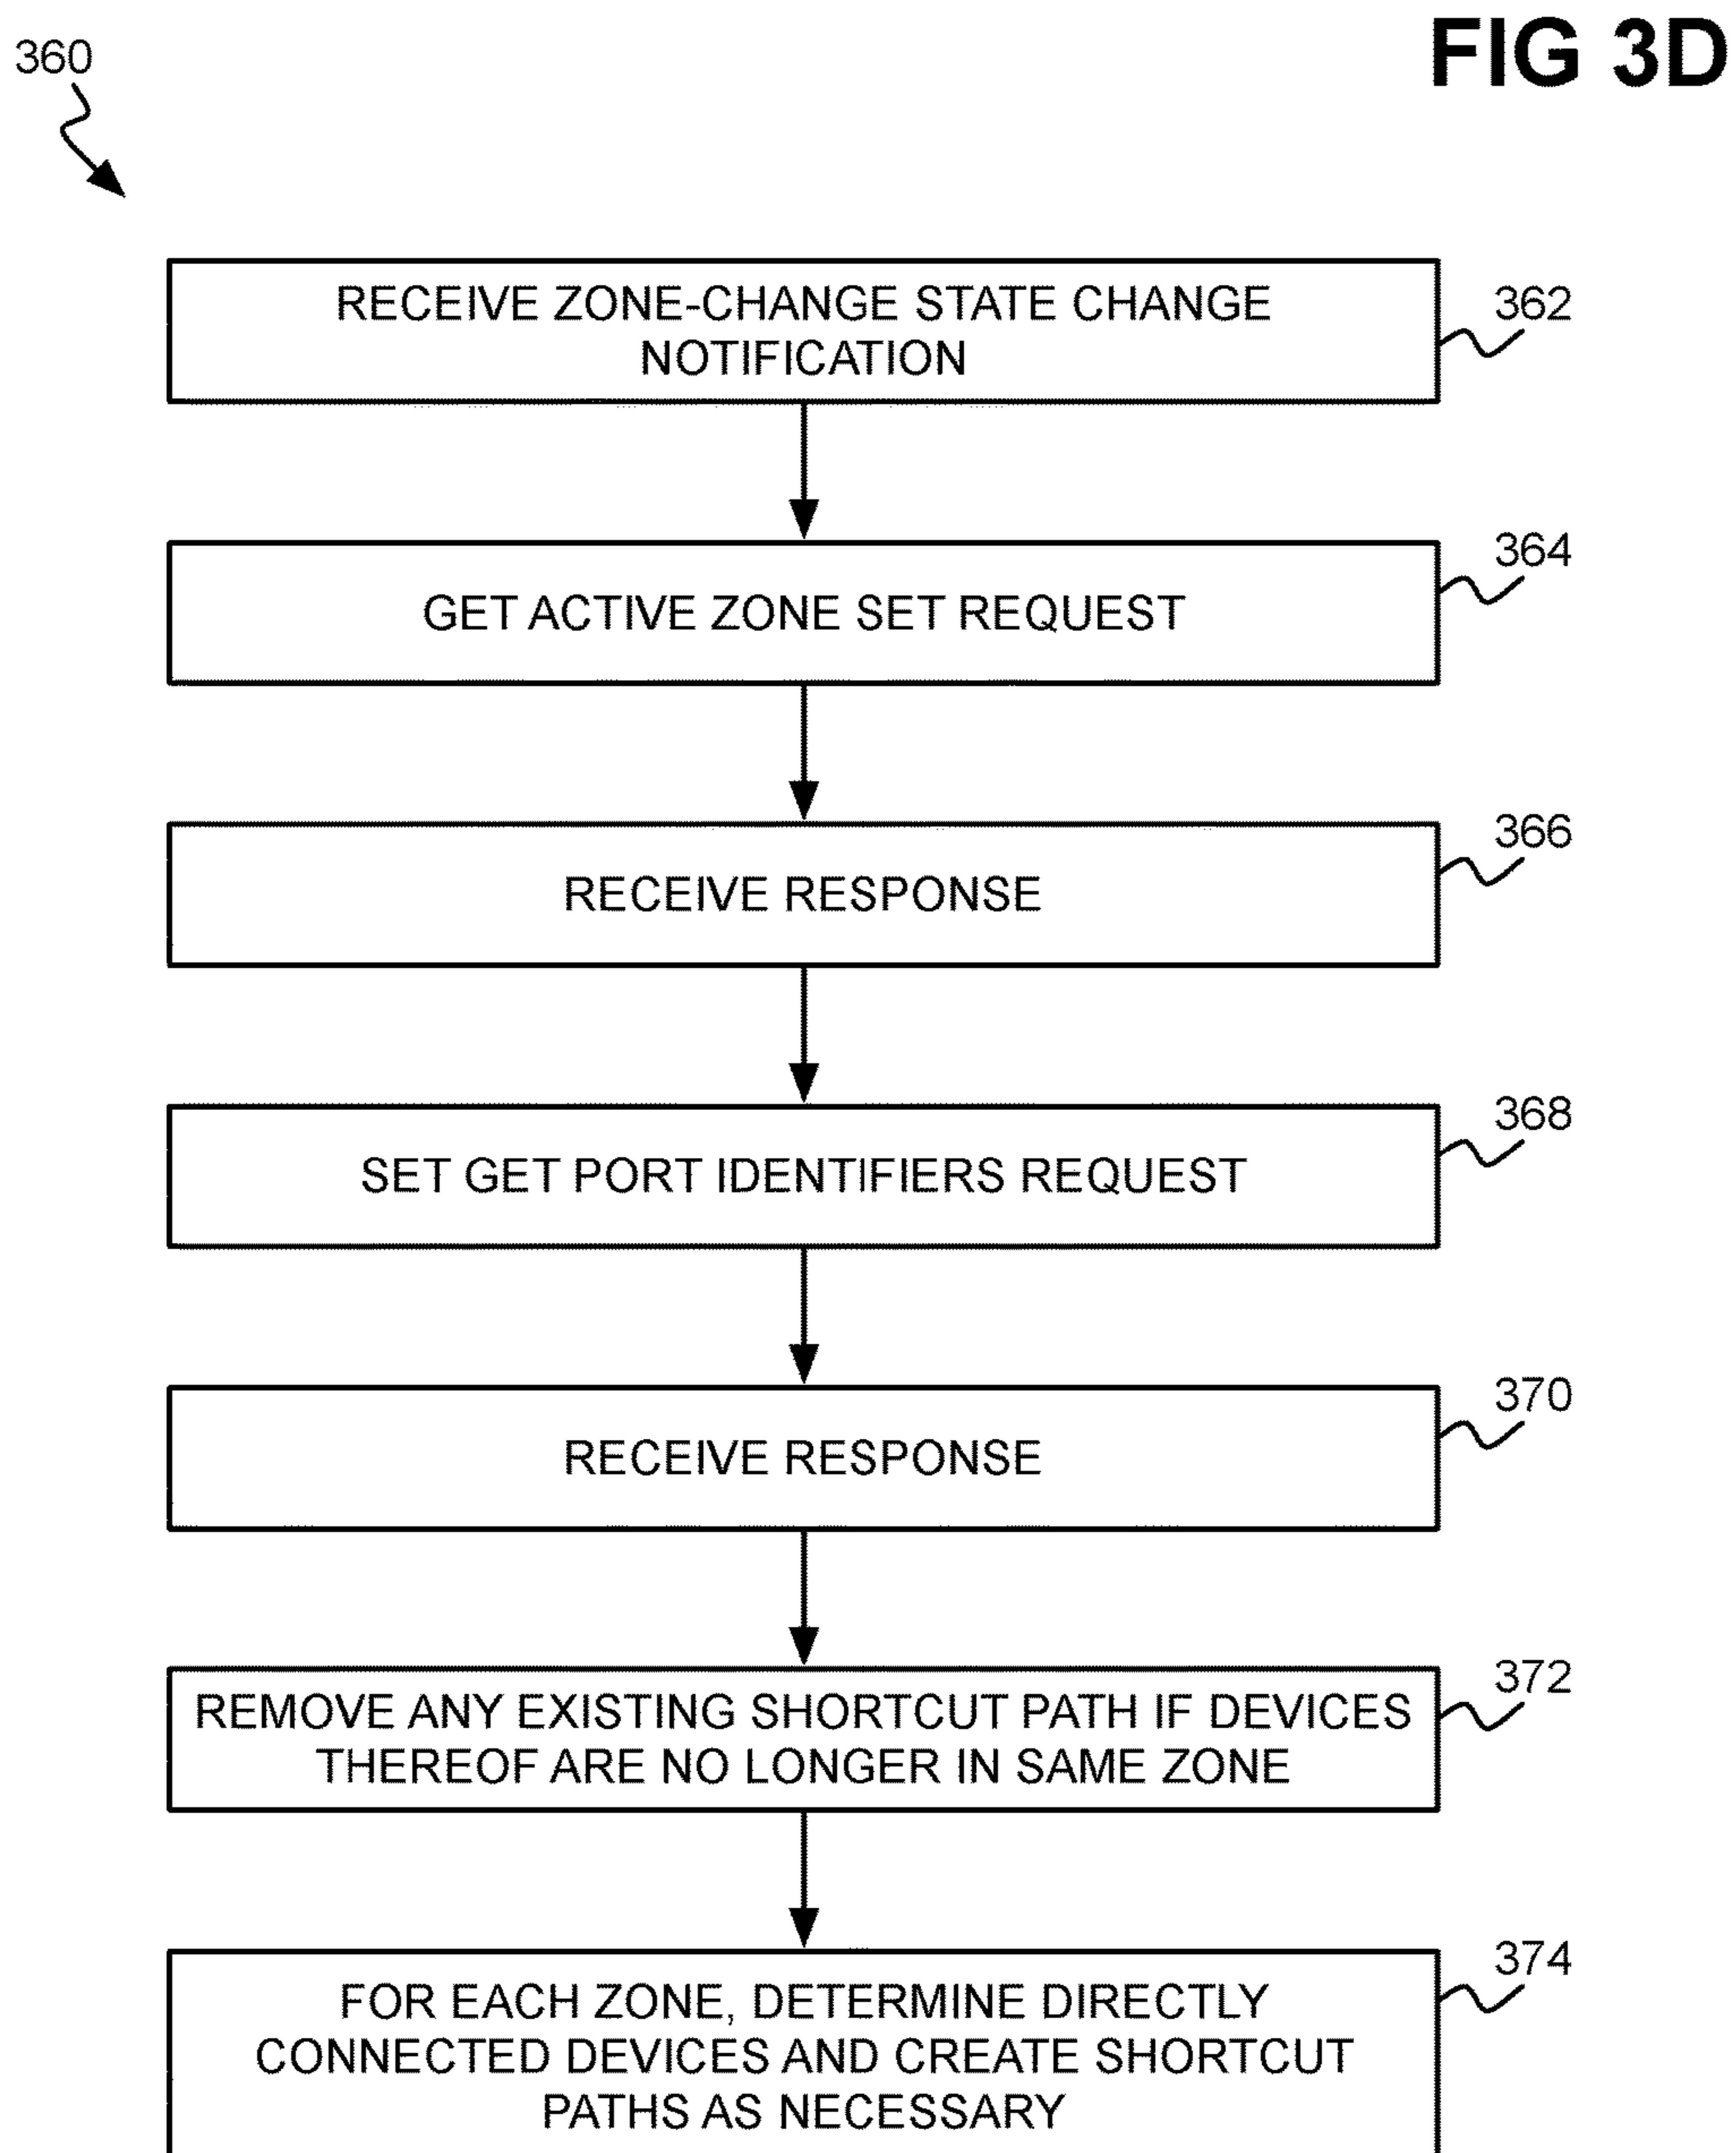 FIG 3D
360
RECEIVE ZONE-CHANGE STATE CHANGE
NOTIFICATION
362
GET ACTIVE ZONE SET REQUEST
364
RECEIVE RESPONSE
366
SET GET PORT IDENTIFIERS REQUEST
368
RECEIVE RESPONSE
370
REMOVE ANY EXISTING SHORTCUT PATH IF DEVICES
THEREOF ARE NO LONGER IN SAME ZONE
372
FOR EACH ZONE, DETERMINE DIRECTLY
CONNECTED DEVICES AND CREATE SHORTCUT
PATHS AS NECESSARY
374